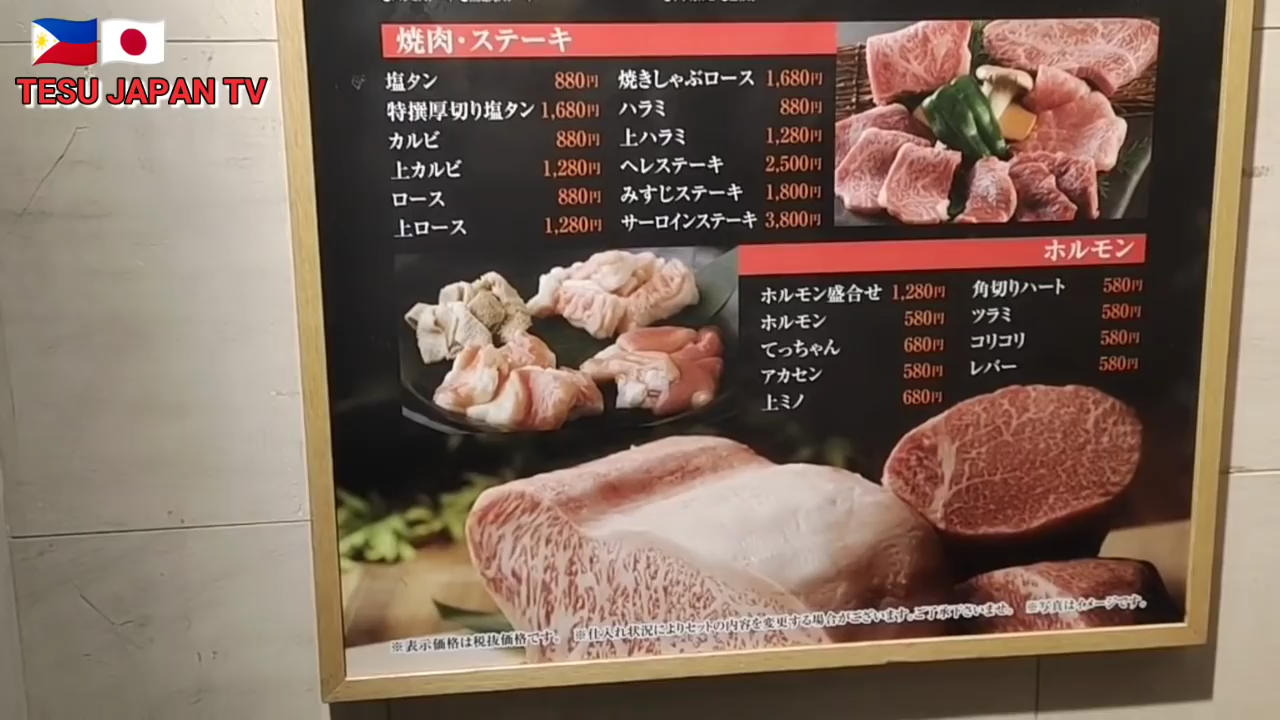 TESU JAPAN TV
焼肉・ステーキ
塩タン 880円
特撰厚切り塩タン 1,680円
カルビ 880円
上カルビ 1,280円
ロース 880円
上ロース 1,280円
焼きしゃぶロース 1,680円
ハラミ 880円
上ハラミ 1,280円
ヘレステーキ 2,500円
みすじステーキ 1,800円
サーロインステーキ 3,800円
ホルモン
ホルモン盛合せ 1,280円
ホルモン 580円
てっちゃん 680円
アカセン 580円
上ミノ 680円
角切りハート 580円
ツラミ 580円
コリコリ 580円
レバー 580円
※表示価格は税抜価格です。 ※仕入れ状況によりセットの内容を変更する場合がございます。ご了承下さいませ。 ※写真はイメージです。